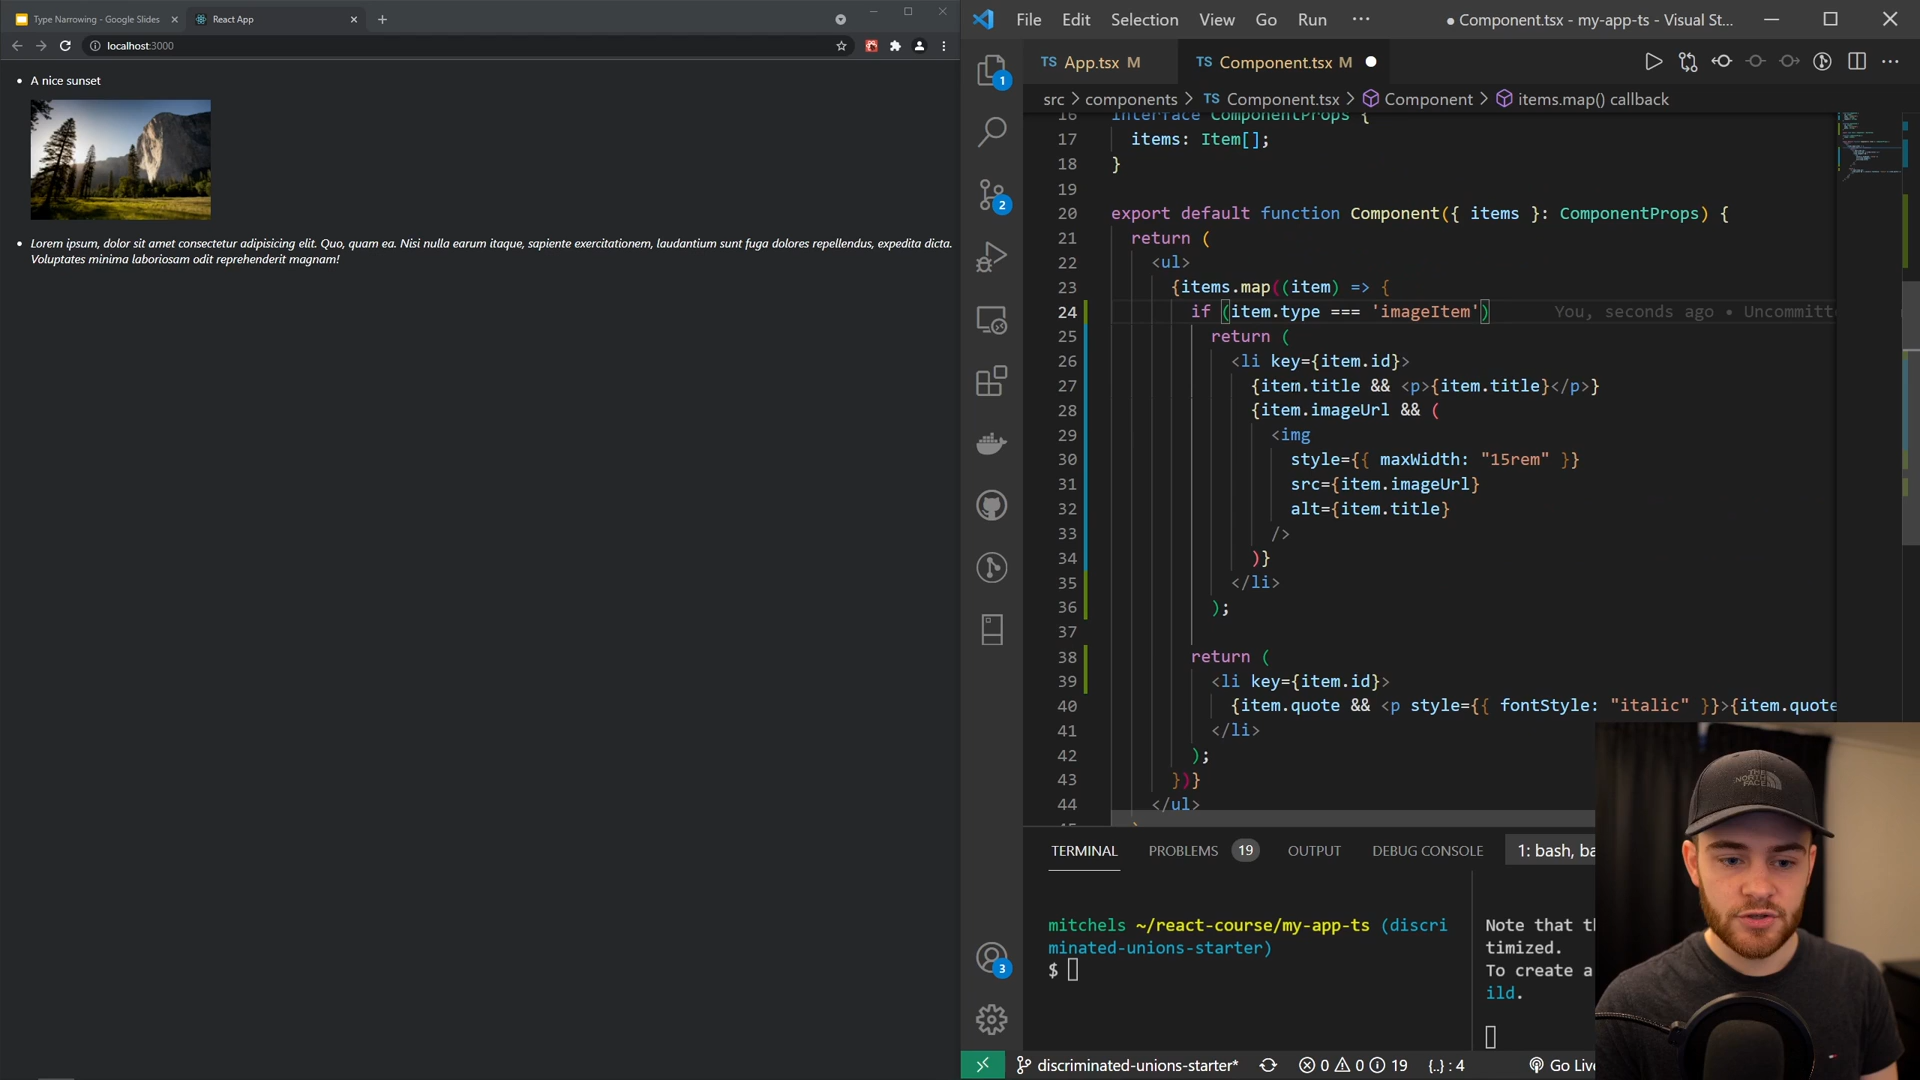 Type Narrowing - Google Slides
React App
localhost:3000
A nice sunset
Lorem ipsum, dolor sit amet consectetur adipisicing elit. Quo, quam ea. Nisi nulla earum itaque, sapiente exercitationem, laudantium sunt fuga dolores repellendus, expedita dicta.
Voluptates minima laboriosam odit reprehenderit magnam!
File Edit Selection View Go Run ··· ● Component.tsx - my-app-ts - Visual St...
TS App.tsx M TS Component.tsx M
src > components > TS Component.tsx > Component > items.map() callback
16 interface ComponentProps {
17 items: Item[];
18 }
19
20 export default function Component({ items }: ComponentProps) {
21 return (
22 <ul>
23 {items.map((item) => {
24 if (item.type === 'imageItem') You, seconds ago • Uncommitt
25 return (
26 <li key={item.id}>
27 {item.title && <p>{item.title}</p>}
28 {item.imageUrl && (
29 <img
30 style={{ maxWidth: "15rem" }}
31 src={item.imageUrl}
32 alt={item.title}
33 />
34 )}
35 </li>
36 );
37
38 return (
39 <li key={item.id}>
40 {item.quote && <p style={{ fontStyle: "italic" }}>{item.quote
41 </li>
42 );
43 })}
44 </ul>
1
2
3
TERMINAL PROBLEMS 19 OUTPUT DEBUG CONSOLE 1: bash, ba
mitchels ~/react-course/my-app-ts (discri
minated-unions-starter)
$
Note that t
timized.
To create a
ild.
THE
NORTH
FACE
discriminated-unions-starter* 0 0 19 {..} : 4 Go Liv